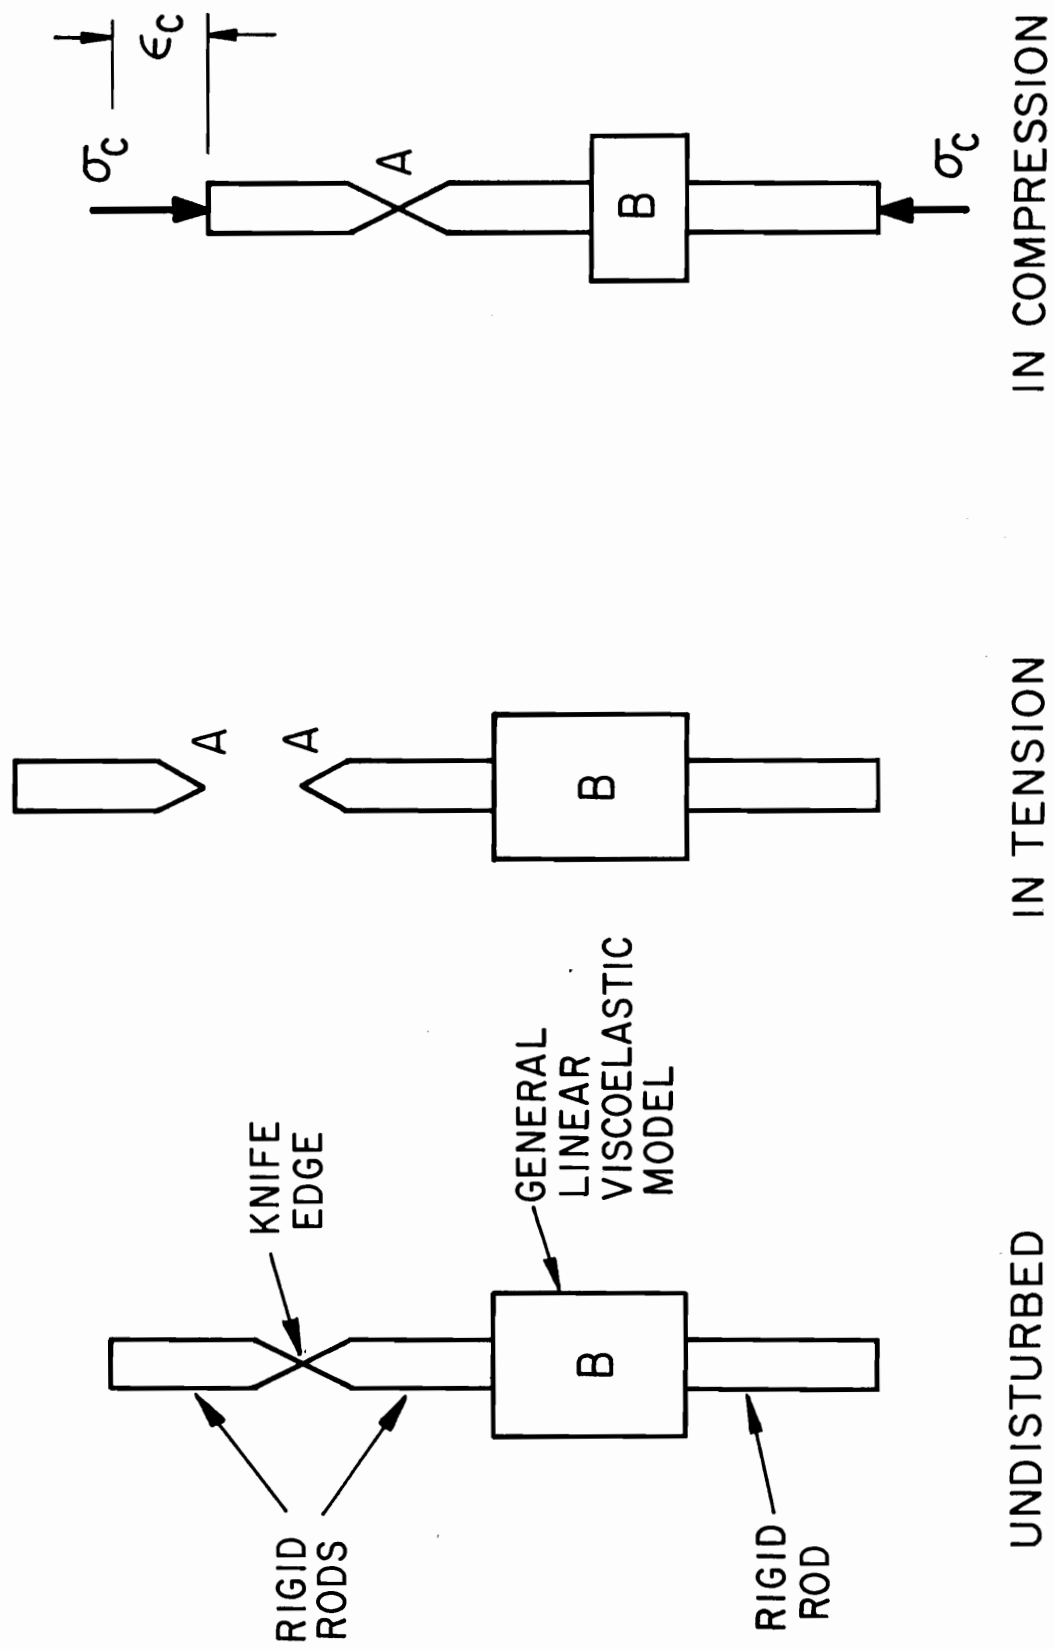 RIGID
RODS
KNIFE
EDGE
GENERAL
LINEAR
VISCOELASTIC
MODEL
B
RIGID
ROD
UNDISTURBED
A
A
B
IN TENSION
σC
ϵC
A
B
σC
IN COMPRESSION